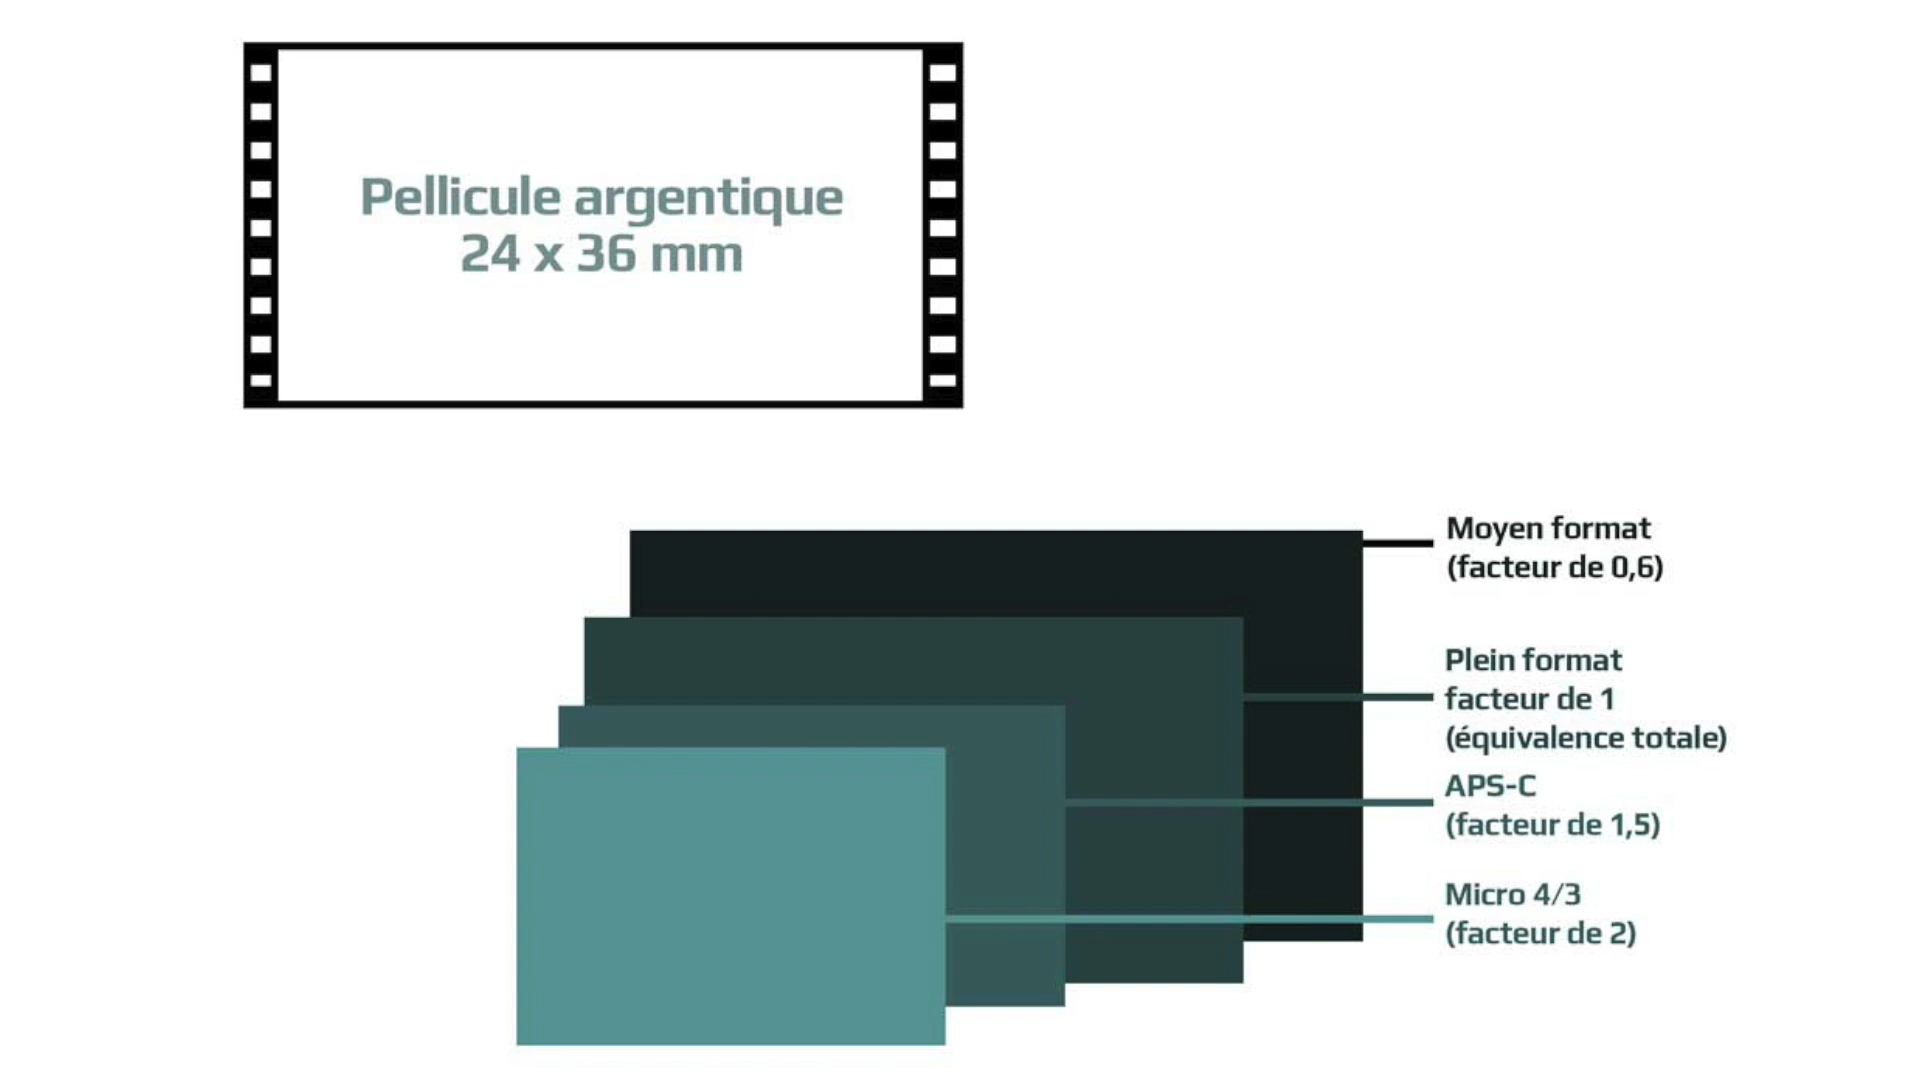 Pellicule argentique
24 x 36 mm
Moyen format
(facteur de 0,6)
Plein format
facteur de 1
(équivalence totale)
APS-C
(facteur de 1,5)
Micro 4/3
(facteur de 2)